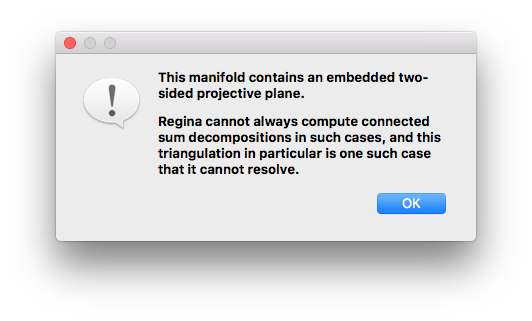 This manifold contains an embedded two-
sided projective plane.
Regina cannot always compute connected
sum decompositions in such cases, and this
triangulation in particular is one such case
that it cannot resolve.
OK